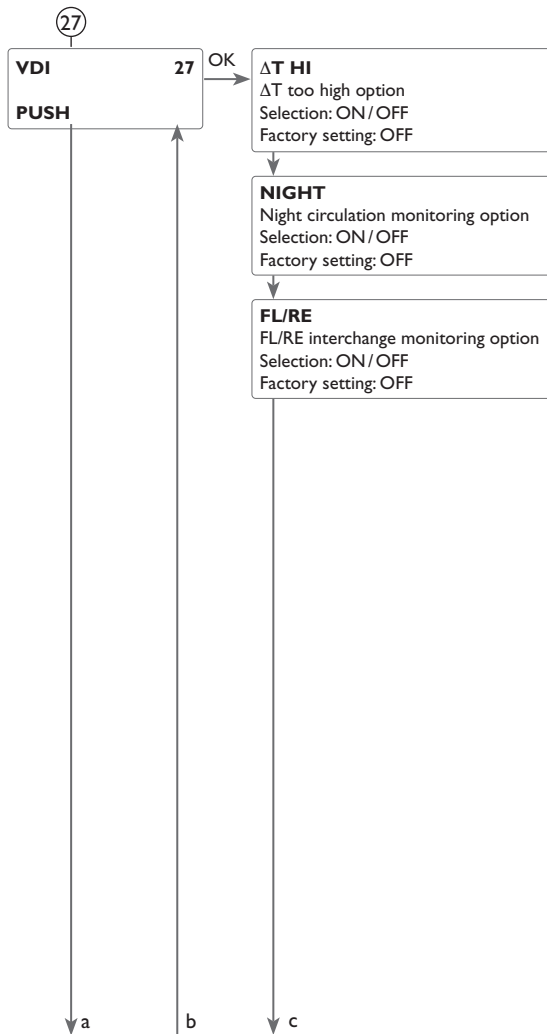 27
VDI 27
PUSH
OK
ΔT HI
ΔT too high option
Selection: ON / OFF
Factory setting: OFF
NIGHT
Night circulation monitoring option
Selection: ON / OFF
Factory setting: OFF
FL/RE
FL/RE interchange monitoring option
Selection: ON / OFF
Factory setting: OFF
a b c